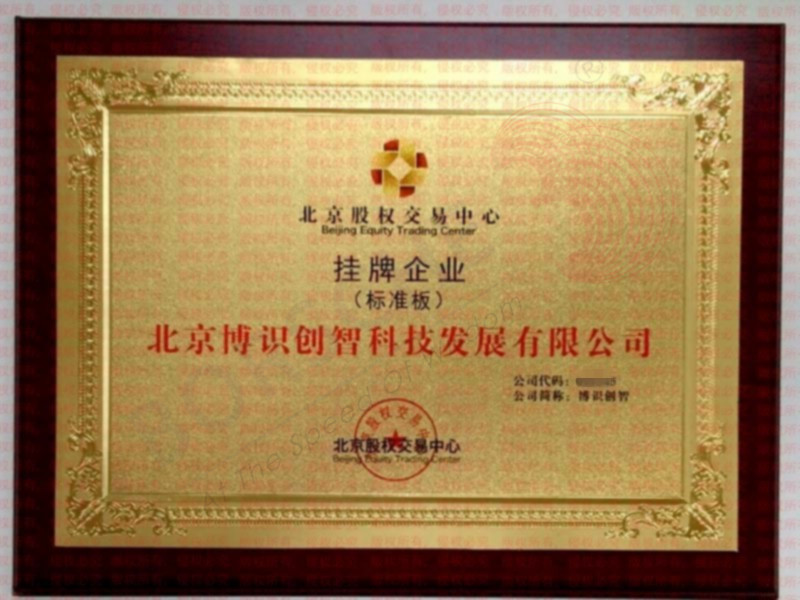 北京股权交易中心
Beijing Equity Trading Center
挂牌企业
（标准板）
北京博识创智科技发展有限公司
公司代码：
公司简称：博识创智
北京股权交易中心
Beijing Equity Trading Center